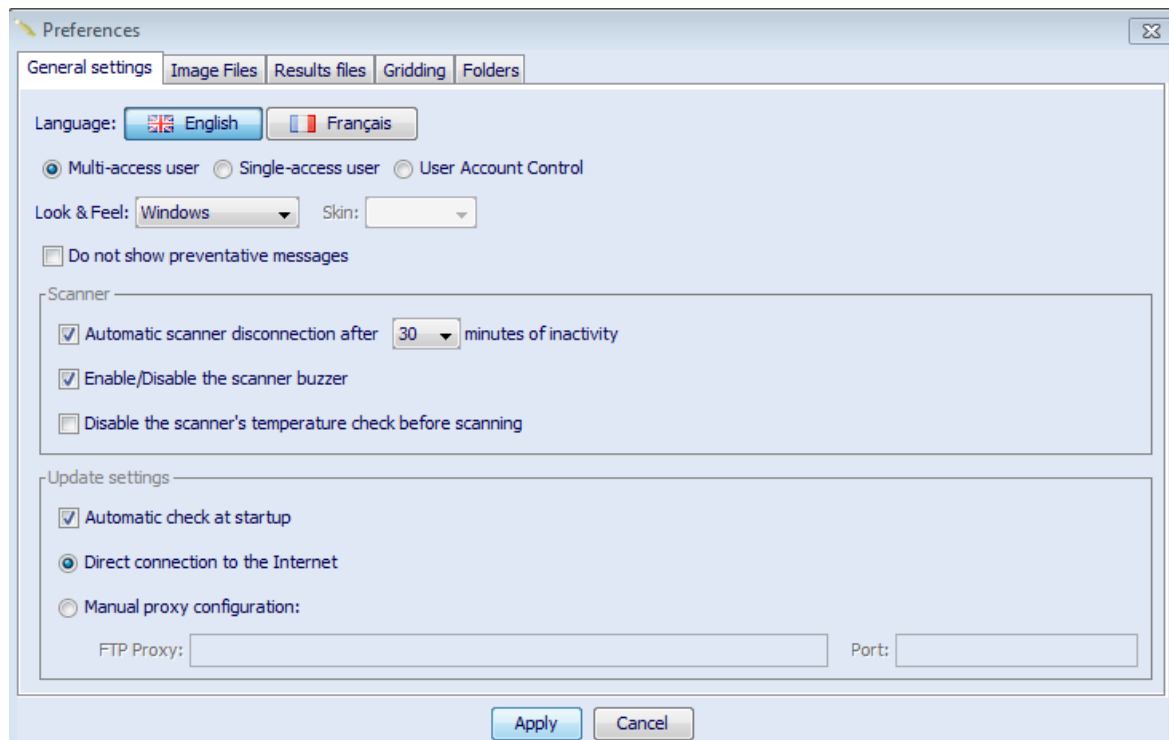 Preferences
General settings Image Files Results files Gridding Folders
Language: English Français
Multi-access user Single-access user User Account Control
Look & Feel: Windows Skin:
Do not show preventative messages
Scanner
Automatic scanner disconnection after 30 minutes of inactivity
Enable/Disable the scanner buzzer
Disable the scanner's temperature check before scanning
Update settings
Automatic check at startup
Direct connection to the Internet
Manual proxy configuration:
FTP Proxy: Port:
Apply Cancel